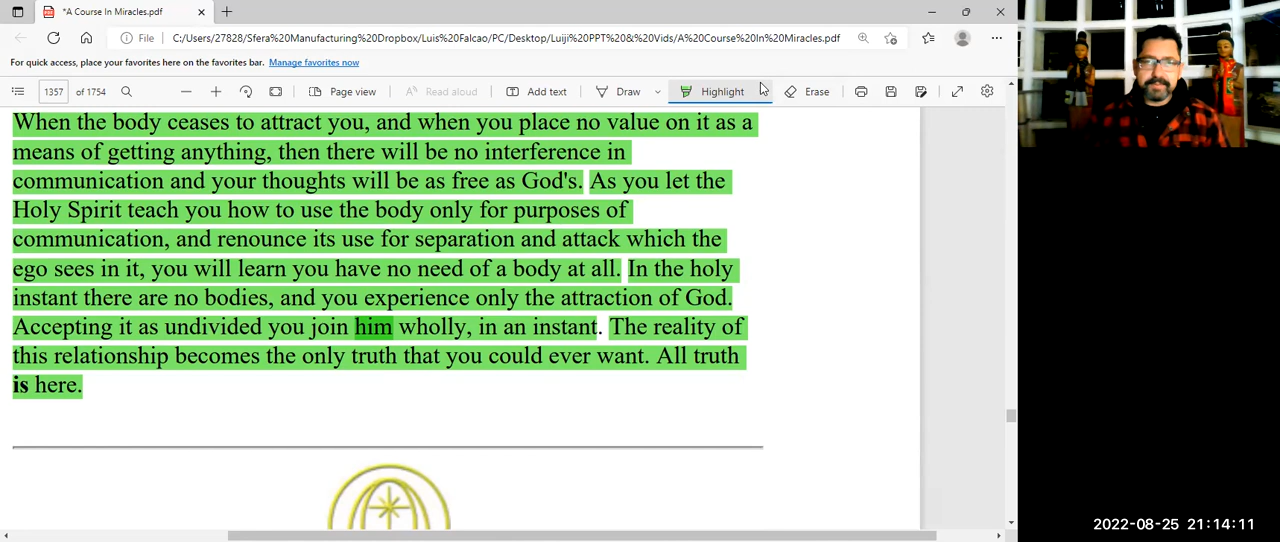 *A Course In Miracles.pdf
File C:/Users/27828/Sfera%20Manufacturing%20Dropbox/Luis%20Falcao/PC/Desktop/Luiji%20PPT%20&%20Vids/A%20Course%20In%20Miracles.pdf
For quick access, place your favorites here on the favorites bar. Manage favorites now
1357 of 1754 Page view Read aloud Add text Draw Highlight Erase
When the body ceases to attract you, and when you place no value on it as a
means of getting anything, then there will be no interference in
communication and your thoughts will be as free as God's. As you let the
Holy Spirit teach you how to use the body only for purposes of
communication, and renounce its use for separation and attack which the
ego sees in it, you will learn you have no need of a body at all. In the holy
instant there are no bodies, and you experience only the attraction of God.
Accepting it as undivided you join him wholly, in an instant. The reality of
this relationship becomes the only truth that you could ever want. All truth
is here.
2022-08-25 21:14:11